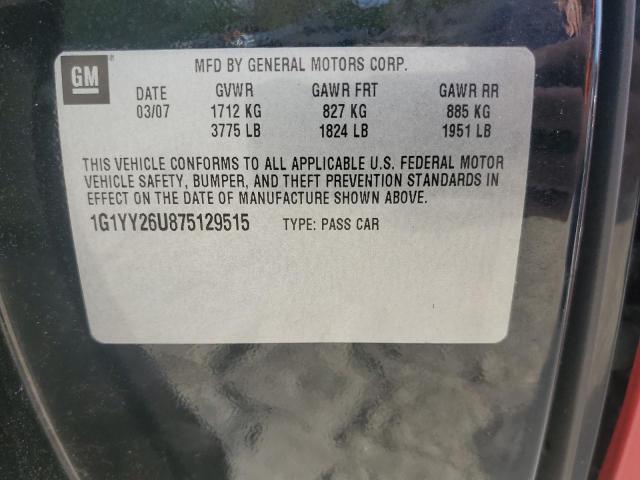 GM
MFD BY GENERAL MOTORS CORP.
DATE GVWR GAWR FRT GAWR RR
03/07 1712 KG 827 KG 885 KG
3775 LB 1824 LB 1951 LB
THIS VEHICLE CONFORMS TO ALL APPLICABLE U.S. FEDERAL MOTOR
VEHICLE SAFETY, BUMPER, AND THEFT PREVENTION STANDARDS IN
EFFECT ON THE DATE OF MANUFACTURE SHOWN ABOVE.
1G1YY26U875129515 TYPE: PASS CAR